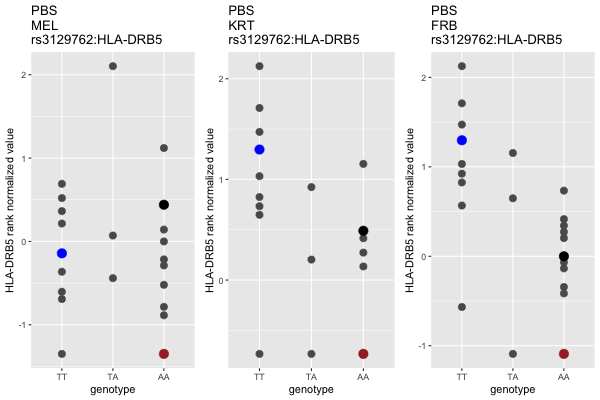 PBS
MEL
rs3129762:HLA-DRB5
HLA-DRB5 rank normalized value
2
1
0
-1
TT
TA
AA
genotype
PBS
KRT
rs3129762:HLA-DRB5
HLA-DRB5 rank normalized value
2
1
0
TT
TA
AA
genotype
PBS
FRB
rs3129762:HLA-DRB5
HLA-DRB5 rank normalized value
2
1
0
-1
TT
TA
AA
genotype